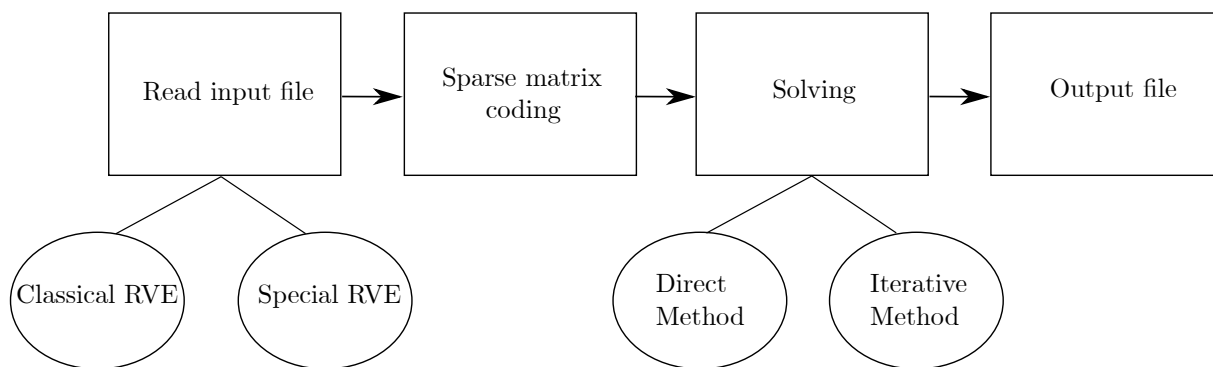 Read input file
Sparse matrix
coding
Solving
Output file
Classical RVE
Special RVE
Direct
Method
Iterative
Method